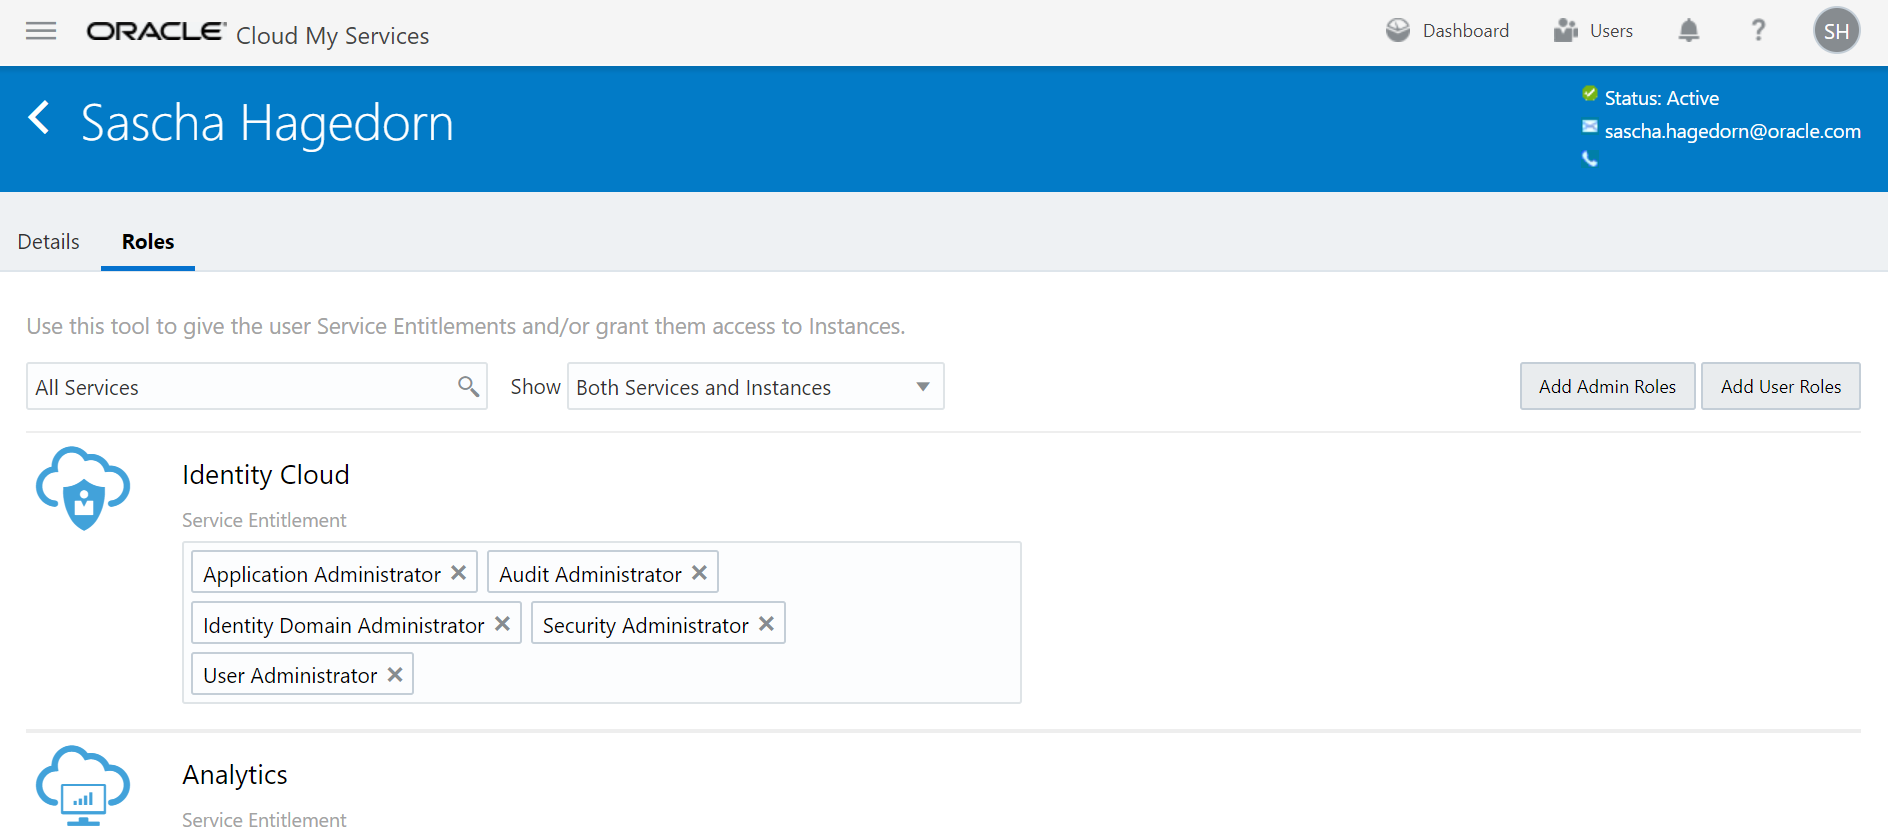 ORACLE Cloud My Services Dashboard Users ? SH
Sascha Hagedorn
Status: Active
sascha.hagedorn@oracle.com
Details Roles
Use this tool to give the user Service Entitlements and/or grant them access to Instances.
All Services Show Both Services and Instances Add Admin Roles Add User Roles
Identity Cloud
Service Entitlement
Application Administrator Audit Administrator
Identity Domain Administrator Security Administrator
User Administrator
Analytics
Service Entitlement